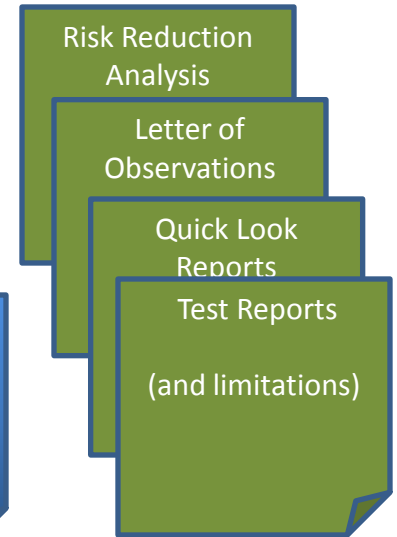 Risk Reduction
Analysis
Letter of
Observations
Quick Look
Reports
Test Reports
(and limitations)